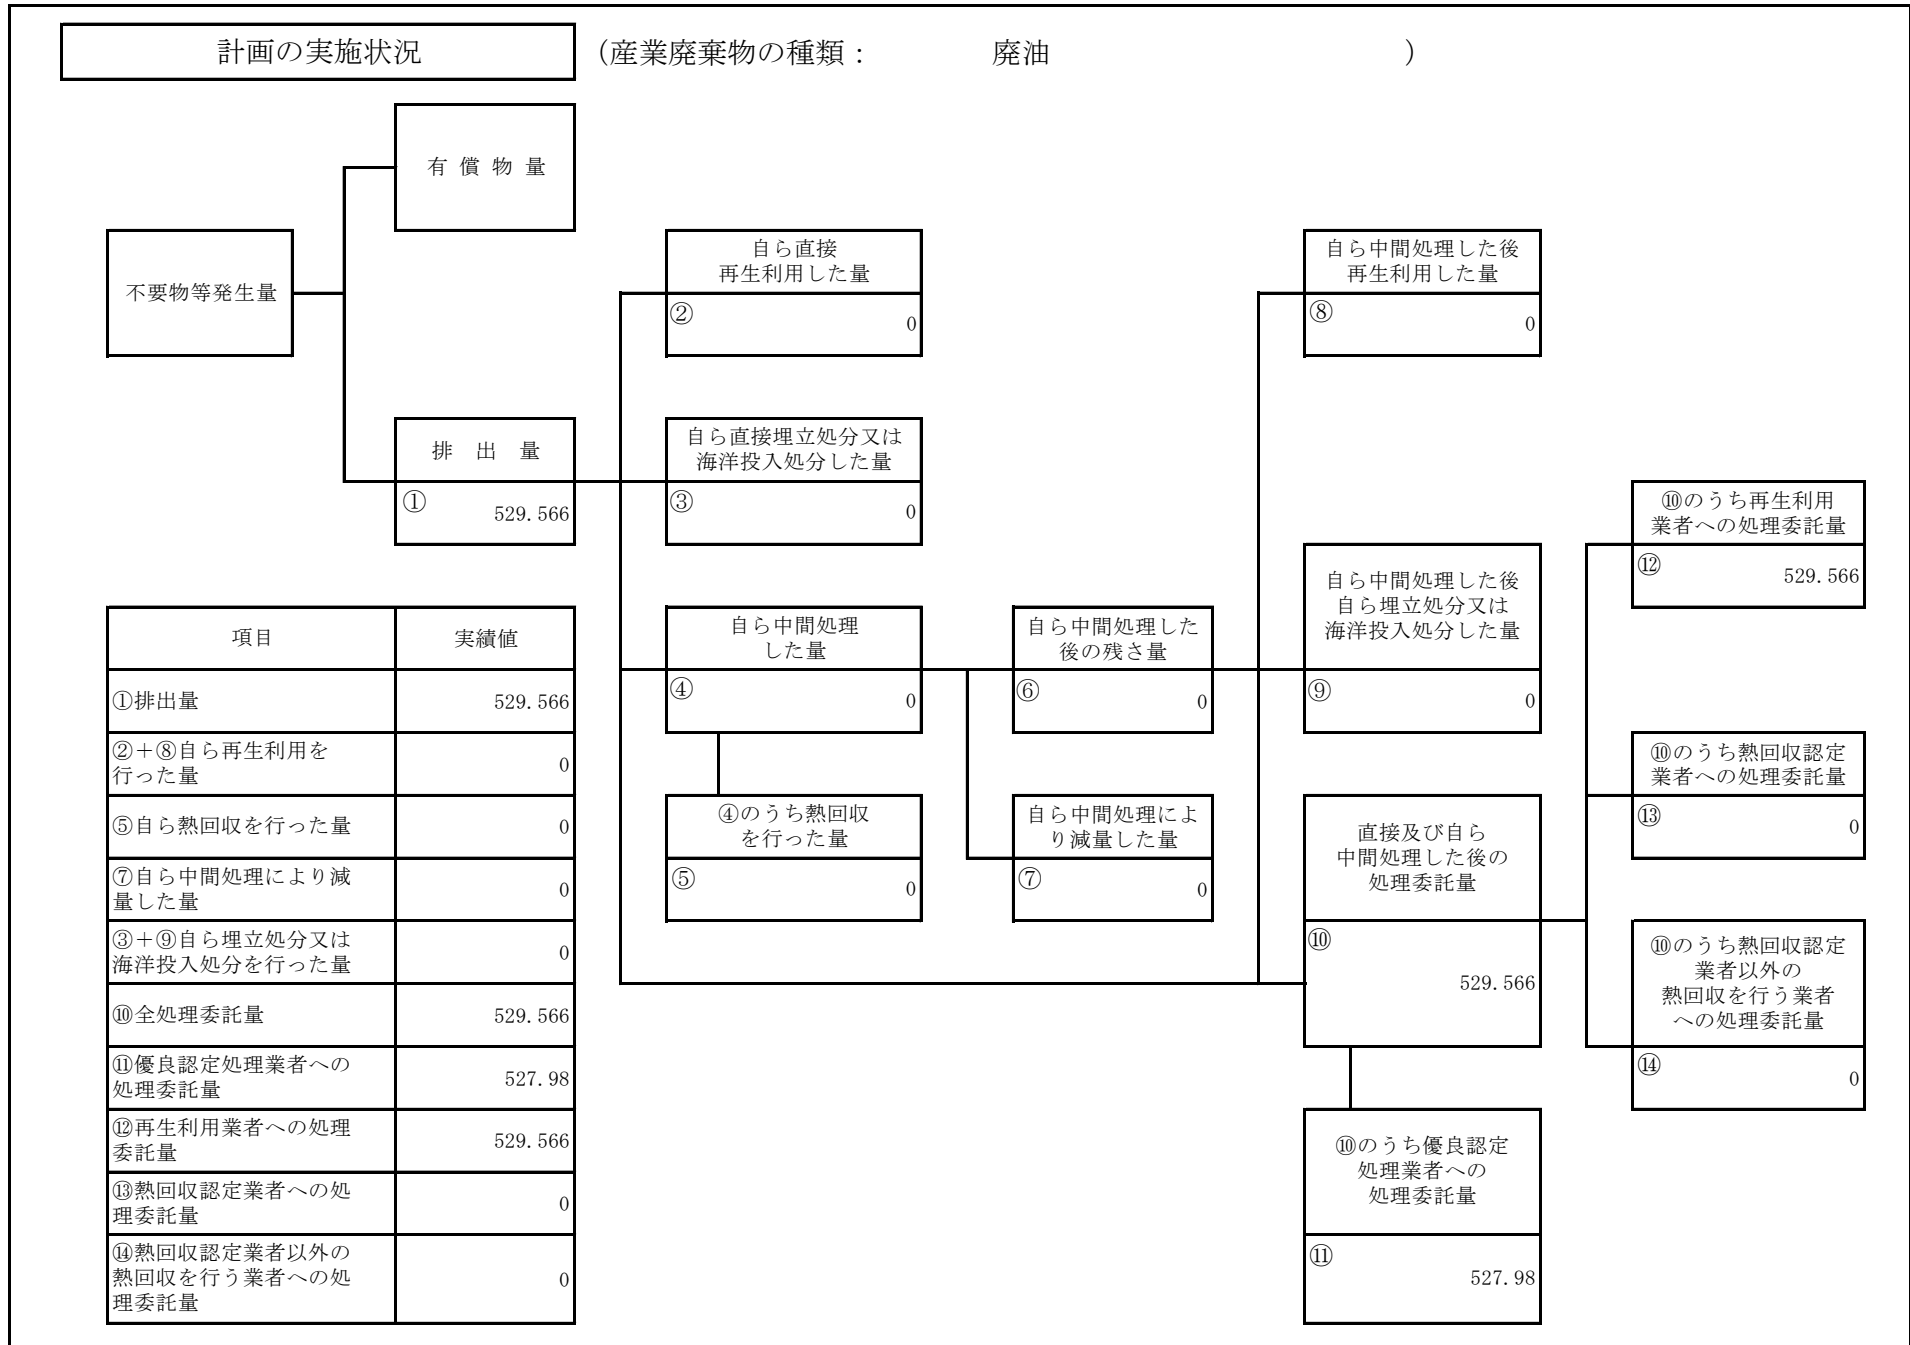 計画の実施状況 （産業廃棄物の種類： 廃油 ）
有 償 物 量
不要物等発生量
排 出 量
① 529.566
自ら直接
再生利用した量
② 0
自ら直接埋立処分又は
海洋投入処分した量
③ 0
自ら中間処理
した量
④ 0
④のうち熱回収
を行った量
⑤ 0
自ら中間処理した
後の残さ量
⑥ 0
自ら中間処理によ
り減量した量
⑦ 0
自ら中間処理した後
再生利用した量
⑧ 0
自ら中間処理した後
自ら埋立処分又は
海洋投入処分した量
⑨ 0
直接及び自ら
中間処理した後の
処理委託量
⑩
529.566
⑩のうち優良認定
処理業者への
処理委託量
⑪
527.98
⑩のうち再生利用
業者への処理委託量
⑫ 529.566
⑩のうち熱回収認定
業者への処理委託量
⑬ 0
⑩のうち熱回収認定
業者以外の
熱回収を行う業者
への処理委託量
⑭ 0
項目 実績値
①排出量 529.566
②＋⑧自ら再生利用を
行った量 0
⑤自ら熱回収を行った量 0
⑦自ら中間処理により減
量した量 0
③＋⑨自ら埋立処分又は
海洋投入処分を行った量 0
⑩全処理委託量 529.566
⑪優良認定処理業者への
処理委託量 527.98
⑫再生利用業者への処理
委託量 529.566
⑬熱回収認定業者への処
理委託量 0
⑭熱回収認定業者以外の
熱回収を行う業者への処
理委託量 0